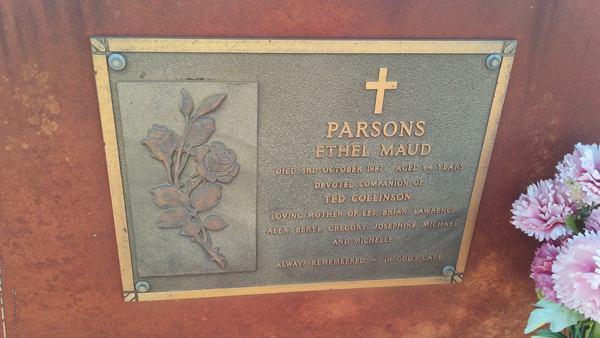 PARSONS
ETHEL MAUD
DIED 3RD OCTOBER 1987 AGED 64 YEARS
DEVOTED COMPANION OF
TED COLLINSON
LOVING MOTHER OF LES, BRIAN, LAWRENCE
ALEX, BERYL, GREGORY, JOSEPHINE, MICHAEL
AND MICHELLE
ALWAYS REMEMBERED - IN GOD'S CARE